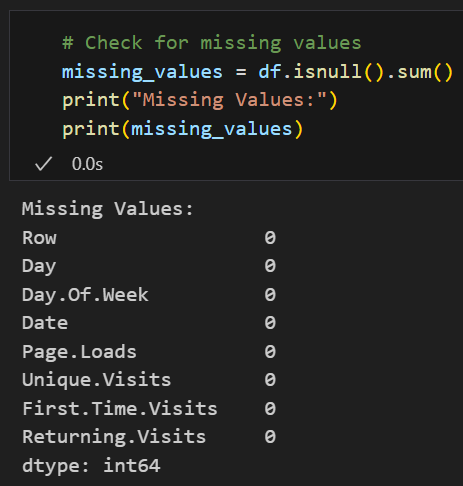 # Check for missing values
missing_values = df.isnull().sum()
print("Missing Values:")
print(missing_values)
0.0s
Missing Values:
Row 0
Day 0
Day.Of.Week 0
Date 0
Page.Loads 0
Unique.Visits 0
First.Time.Visits 0
Returning.Visits 0
dtype: int64